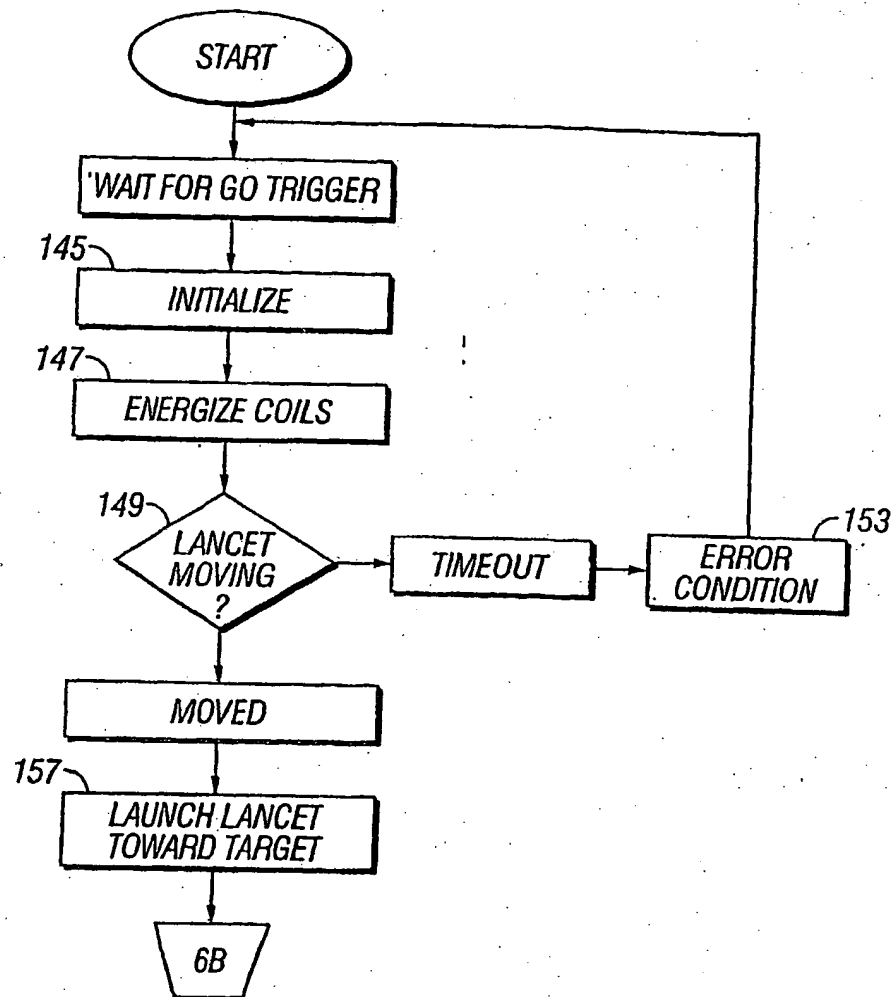 START
WAIT FOR GO TRIGGER
145
INITIALIZE
147
ENERGIZE COILS
149
LANCET
MOVING
?
TIMEOUT
153
ERROR
CONDITION
MOVED
157
LAUNCH LANCET
TOWARD TARGET
6B